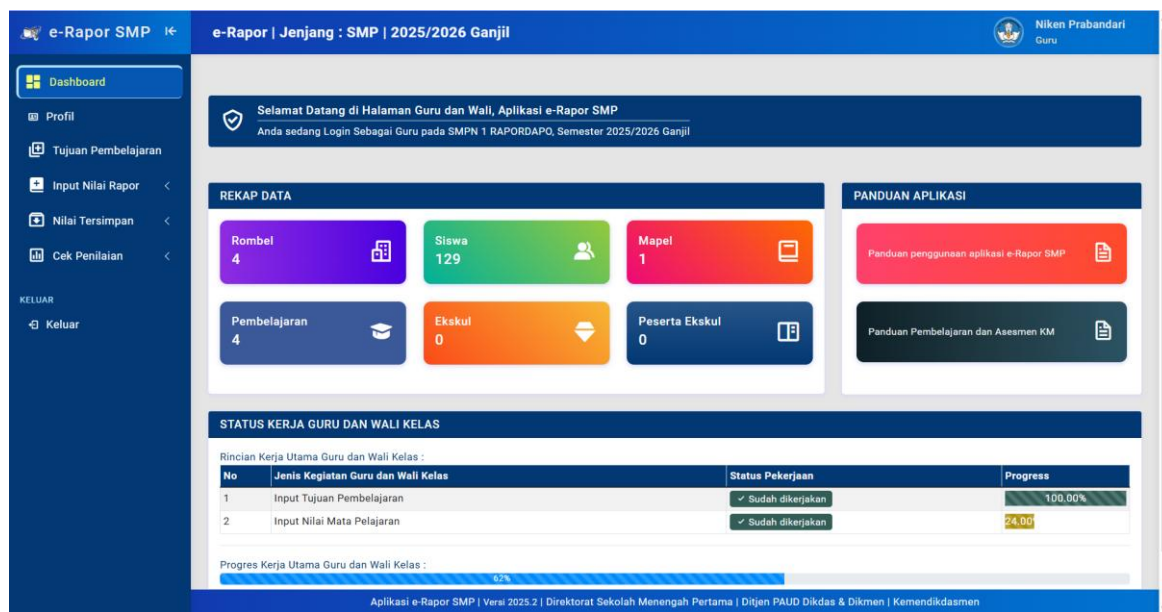 e-Rapor SMP
e-Rapor | Jenjang : SMP | 2025/2026 Ganjil
Niken Prabandari
Guru
Dashboard
Profil
Tujuan Pembelajaran
Input Nilai Rapor
Nilai Tersimpan
Cek Penilaian
KELUAR
Keluar
Selamat Datang di Halaman Guru dan Wali, Aplikasi e-Rapor SMP
Anda sedang Login Sebagai Guru pada SMPN 1 RAPORDAPO, Semester 2025/2026 Ganjil
REKAP DATA
Rombel
4
Siswa
129
Mapel
1
Pembelajaran
4
Ekskul
0
Peserta Ekskul
0
PANDUAN APLIKASI
Panduan penggunaan aplikasi e-Rapor SMP
Panduan Pembelajaran dan Asesmen KM
STATUS KERJA GURU DAN WALI KELAS
Rincian Kerja Utama Guru dan Wali Kelas :
No Jenis Kegiatan Guru dan Wali Kelas Status Pekerjaan Progress
1 Input Tujuan Pembelajaran ✓ Sudah dikerjakan 100.00%
2 Input Nilai Mata Pelajaran ✓ Sudah dikerjakan 24.00
Progres Kerja Utama Guru dan Wali Kelas :
62%
Aplikasi e-Rapor SMP | Versi 2025.2 | Direktorat Sekolah Menengah Pertama | Ditjen PAUD Dikdas & Dikmen | Kemendikdasmen